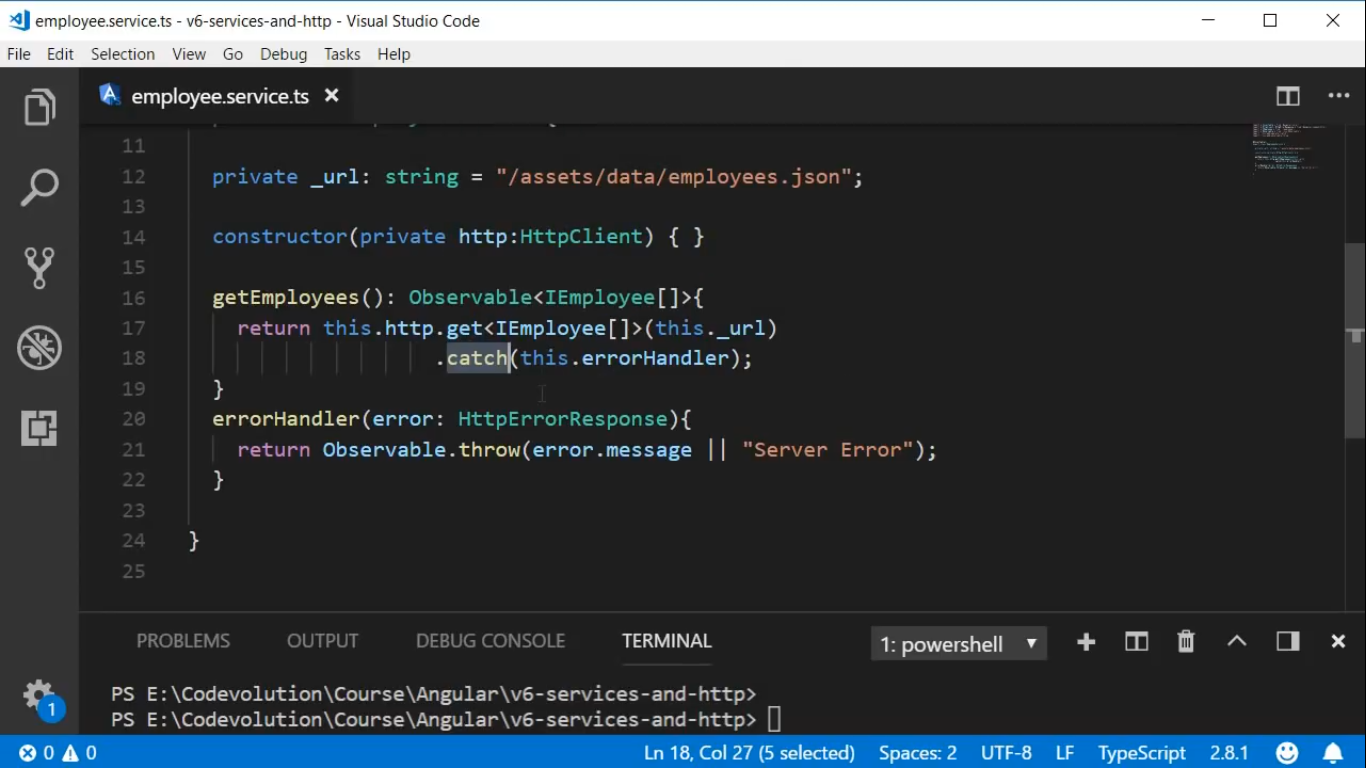 employee.service.ts - v6-services-and-http - Visual Studio Code
File Edit Selection View Go Debug Tasks Help
employee.service.ts
11
12 private _url: string = "/assets/data/employees.json";
13
14 constructor(private http:HttpClient) { }
15
16 getEmployees(): Observable<IEmployee[]>{
17 return this.http.get<IEmployee[]>(this._url)
18 .catch(this.errorHandler);
19 }
20 errorHandler(error: HttpErrorResponse){
21 return Observable.throw(error.message || "Server Error");
22 }
23
24 }
25
PROBLEMS OUTPUT DEBUG CONSOLE TERMINAL 1: powershell
PS E:\Codevolution\Course\Angular\v6-services-and-http>
PS E:\Codevolution\Course\Angular\v6-services-and-http>
1
0 0 Ln 18, Col 27 (5 selected) Spaces: 2 UTF-8 LF TypeScript 2.8.1